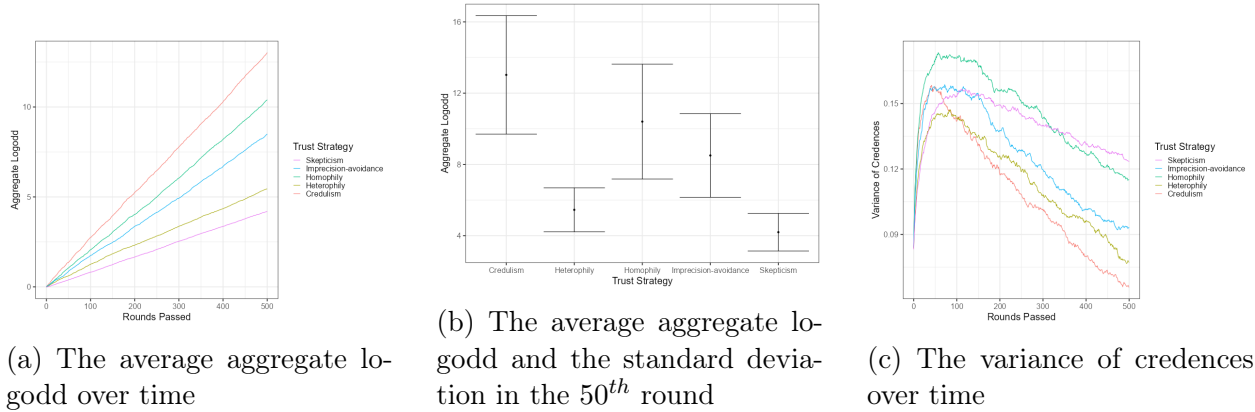 10
5
0
0 100 200 300 400 500
Aggregate Logodd
Rounds Passed
Trust Strategy
Skepticism
Imprecision-avoidance
Homophily
Heterophily
Credulism
(a) The average aggregate lo-
godd over time
16
12
8
4
Aggregate Logodd
Credulism Heterophily Homophily Imprecision-avoidance Skepticism
Trust Strategy
(b) The average aggregate lo-
godd and the standard devia-
tion in the 50th round
0.15
0.12
0.09
0 100 200 300 400 500
Variance of Credences
Rounds Passed
Trust Strategy
Skepticism
Imprecision-avoidance
Homophily
Heterophily
Credulism
(c) The variance of credences
over time